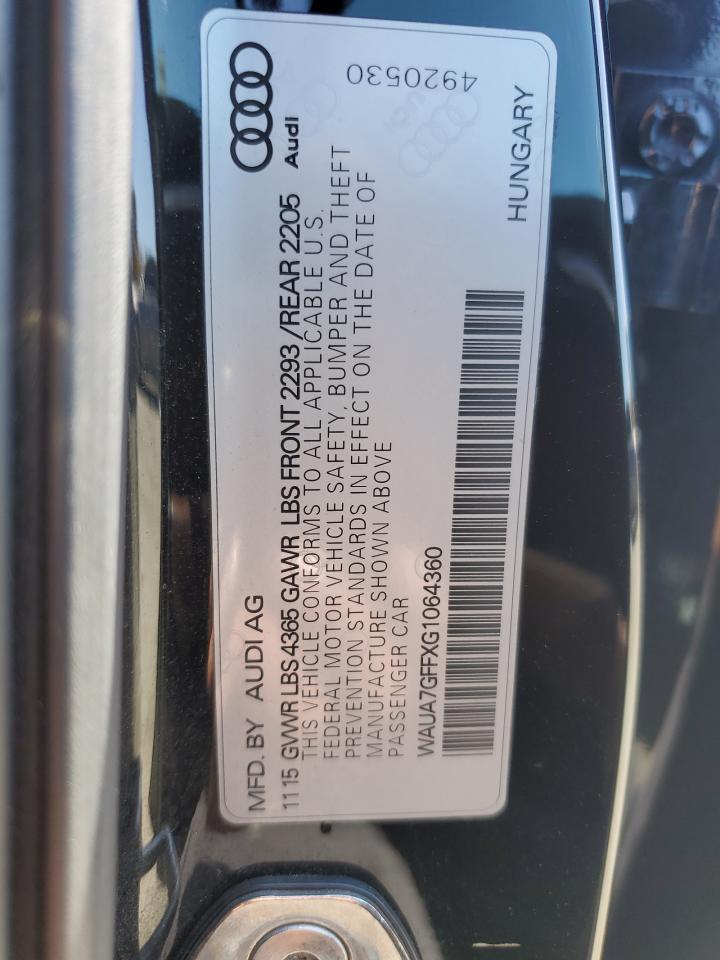 MFD. BY AUDI AG
Audi
11 15 GVWR LBS 4365 GAWR LBS FRONT 2293 /REAR 2205
THIS VEHICLE CONFORMS TO ALL APPLICABLE U.S.
FEDERAL MOTOR VEHICLE SAFETY, BUMPER AND THEFT
PREVENTION STANDARDS IN EFFECT ON THE DATE OF
MANUFACTURE SHOWN ABOVE
PASSENGER CAR
4920530
WAUA7GFFXG1064360
HUNGARY